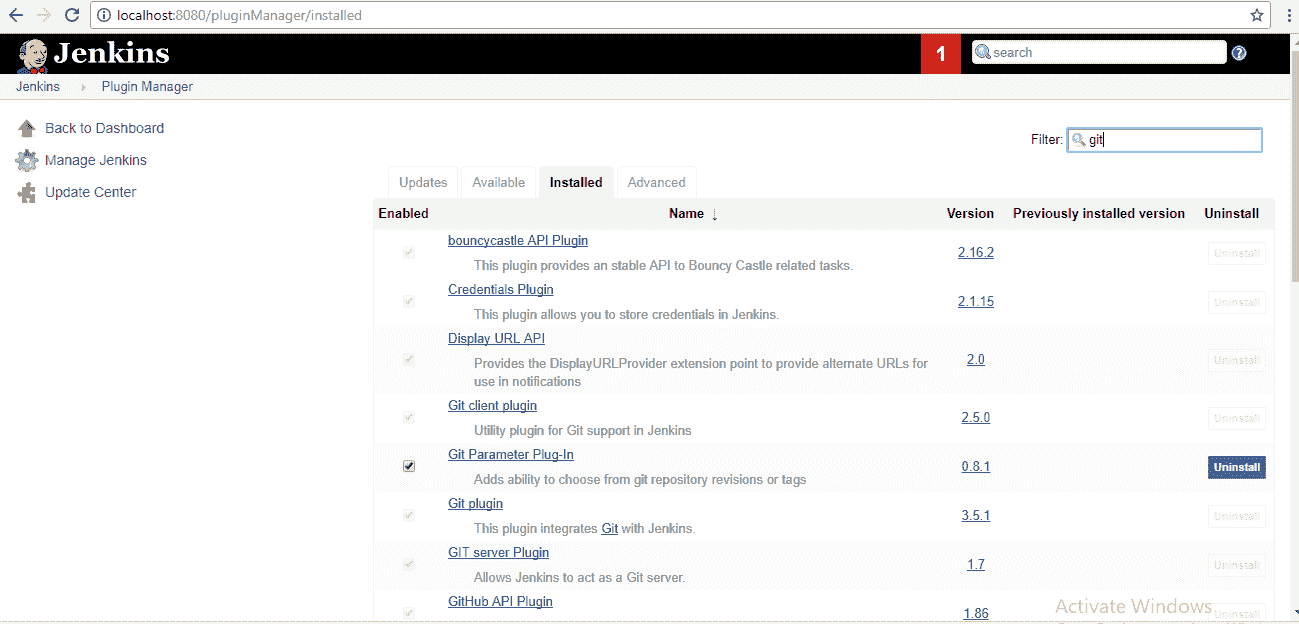 localhost:8080/pluginManager/installed
Jenkins
1
search
Jenkins
Plugin Manager
Back to Dashboard
Manage Jenkins
Update Center
Filter:
git
Updates
Available
Installed
Advanced
Enabled
Name ↓
Version
Previously installed version
Uninstall
bouncycastle API Plugin
This plugin provides an stable API to Bouncy Castle related tasks.
2.16.2
Uninstall
Credentials Plugin
This plugin allows you to store credentials in Jenkins.
2.1.15
Uninstall
Display URL API
Provides the DisplayURLProvider extension point to provide alternate URLs for
use in notifications
2.0
Uninstall
Git client plugin
Utility plugin for Git support in Jenkins
2.5.0
Uninstall
Git Parameter Plug-In
Adds ability to choose from git repository revisions or tags
0.8.1
Uninstall
Git plugin
This plugin integrates Git with Jenkins.
3.5.1
Uninstall
GIT server Plugin
Allows Jenkins to act as a Git server.
1.7
Uninstall
GitHub API Plugin
1.86
Uninstall
Activate Windows